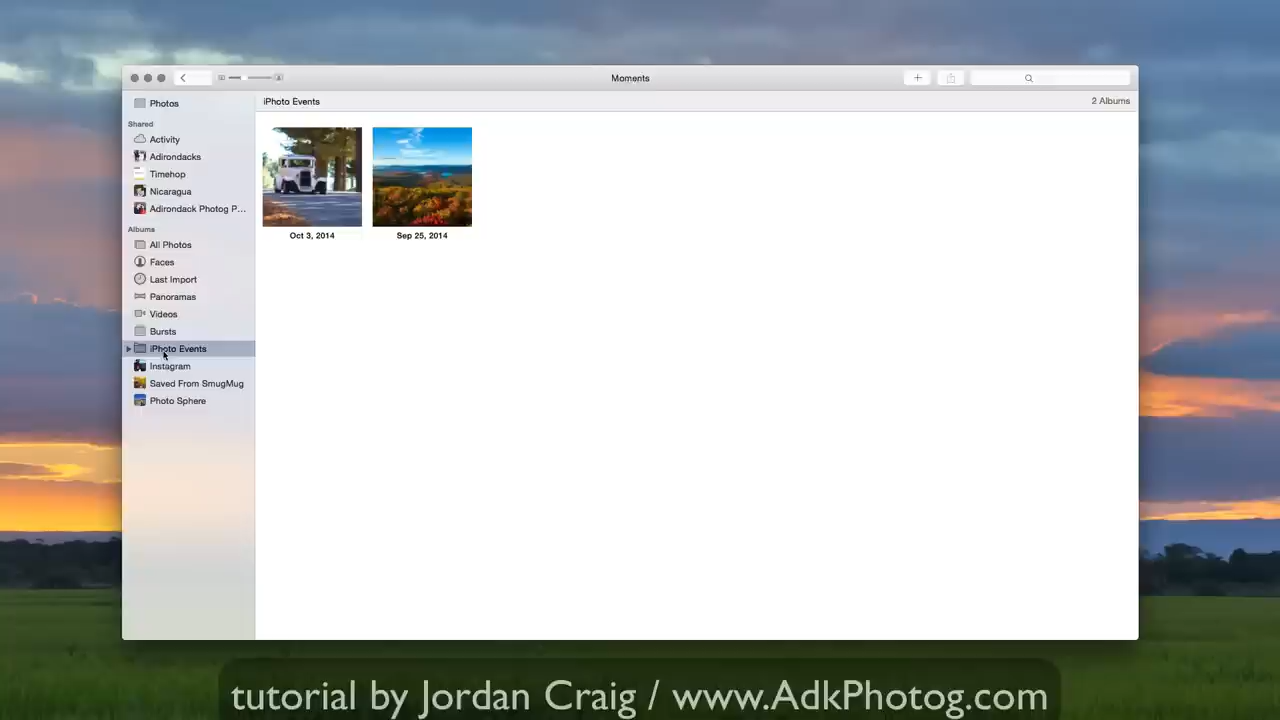 Moments
Photos
iPhoto Events
2 Albums
Shared
Activity
Adirondacks
Timehop
Nicaragua
Adirondack Photog P...
Albums
All Photos
Faces
Last Import
Panoramas
Videos
Bursts
iPhoto Events
Instagram
Saved From SmugMug
Photo Sphere
Oct 3, 2014
Sep 25, 2014
tutorial by Jordan Craig / www.AdkPhotog.com